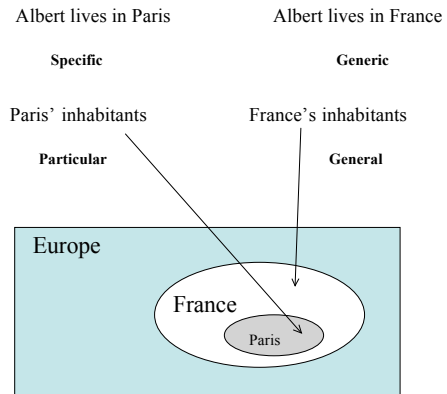 Albert lives in Paris
Albert lives in France
Specific
Generic
Paris’ inhabitants
France’s inhabitants
Particular
General
Europe
France
Paris